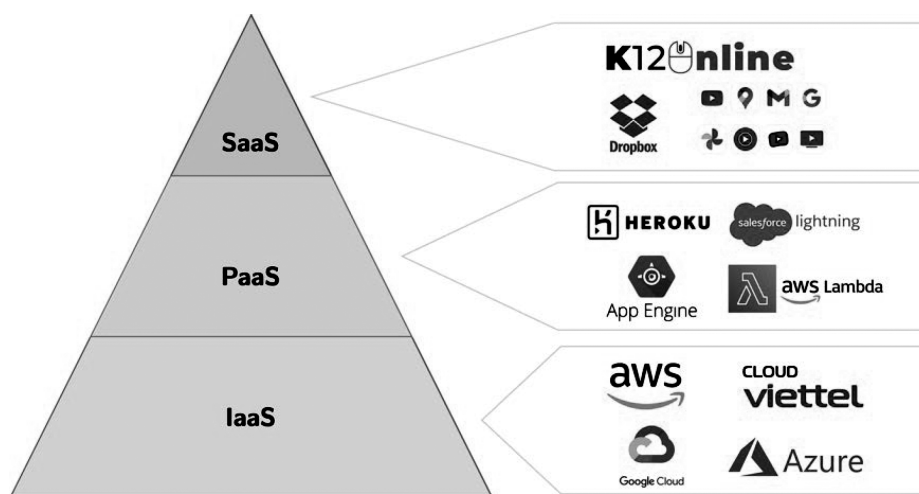 SaaS
K12Online
Dropbox
PaaS
HEROKU
salesforce lightning
App Engine
aws Lambda
IaaS
aws
CLOUD
viettel
Google Cloud
Azure